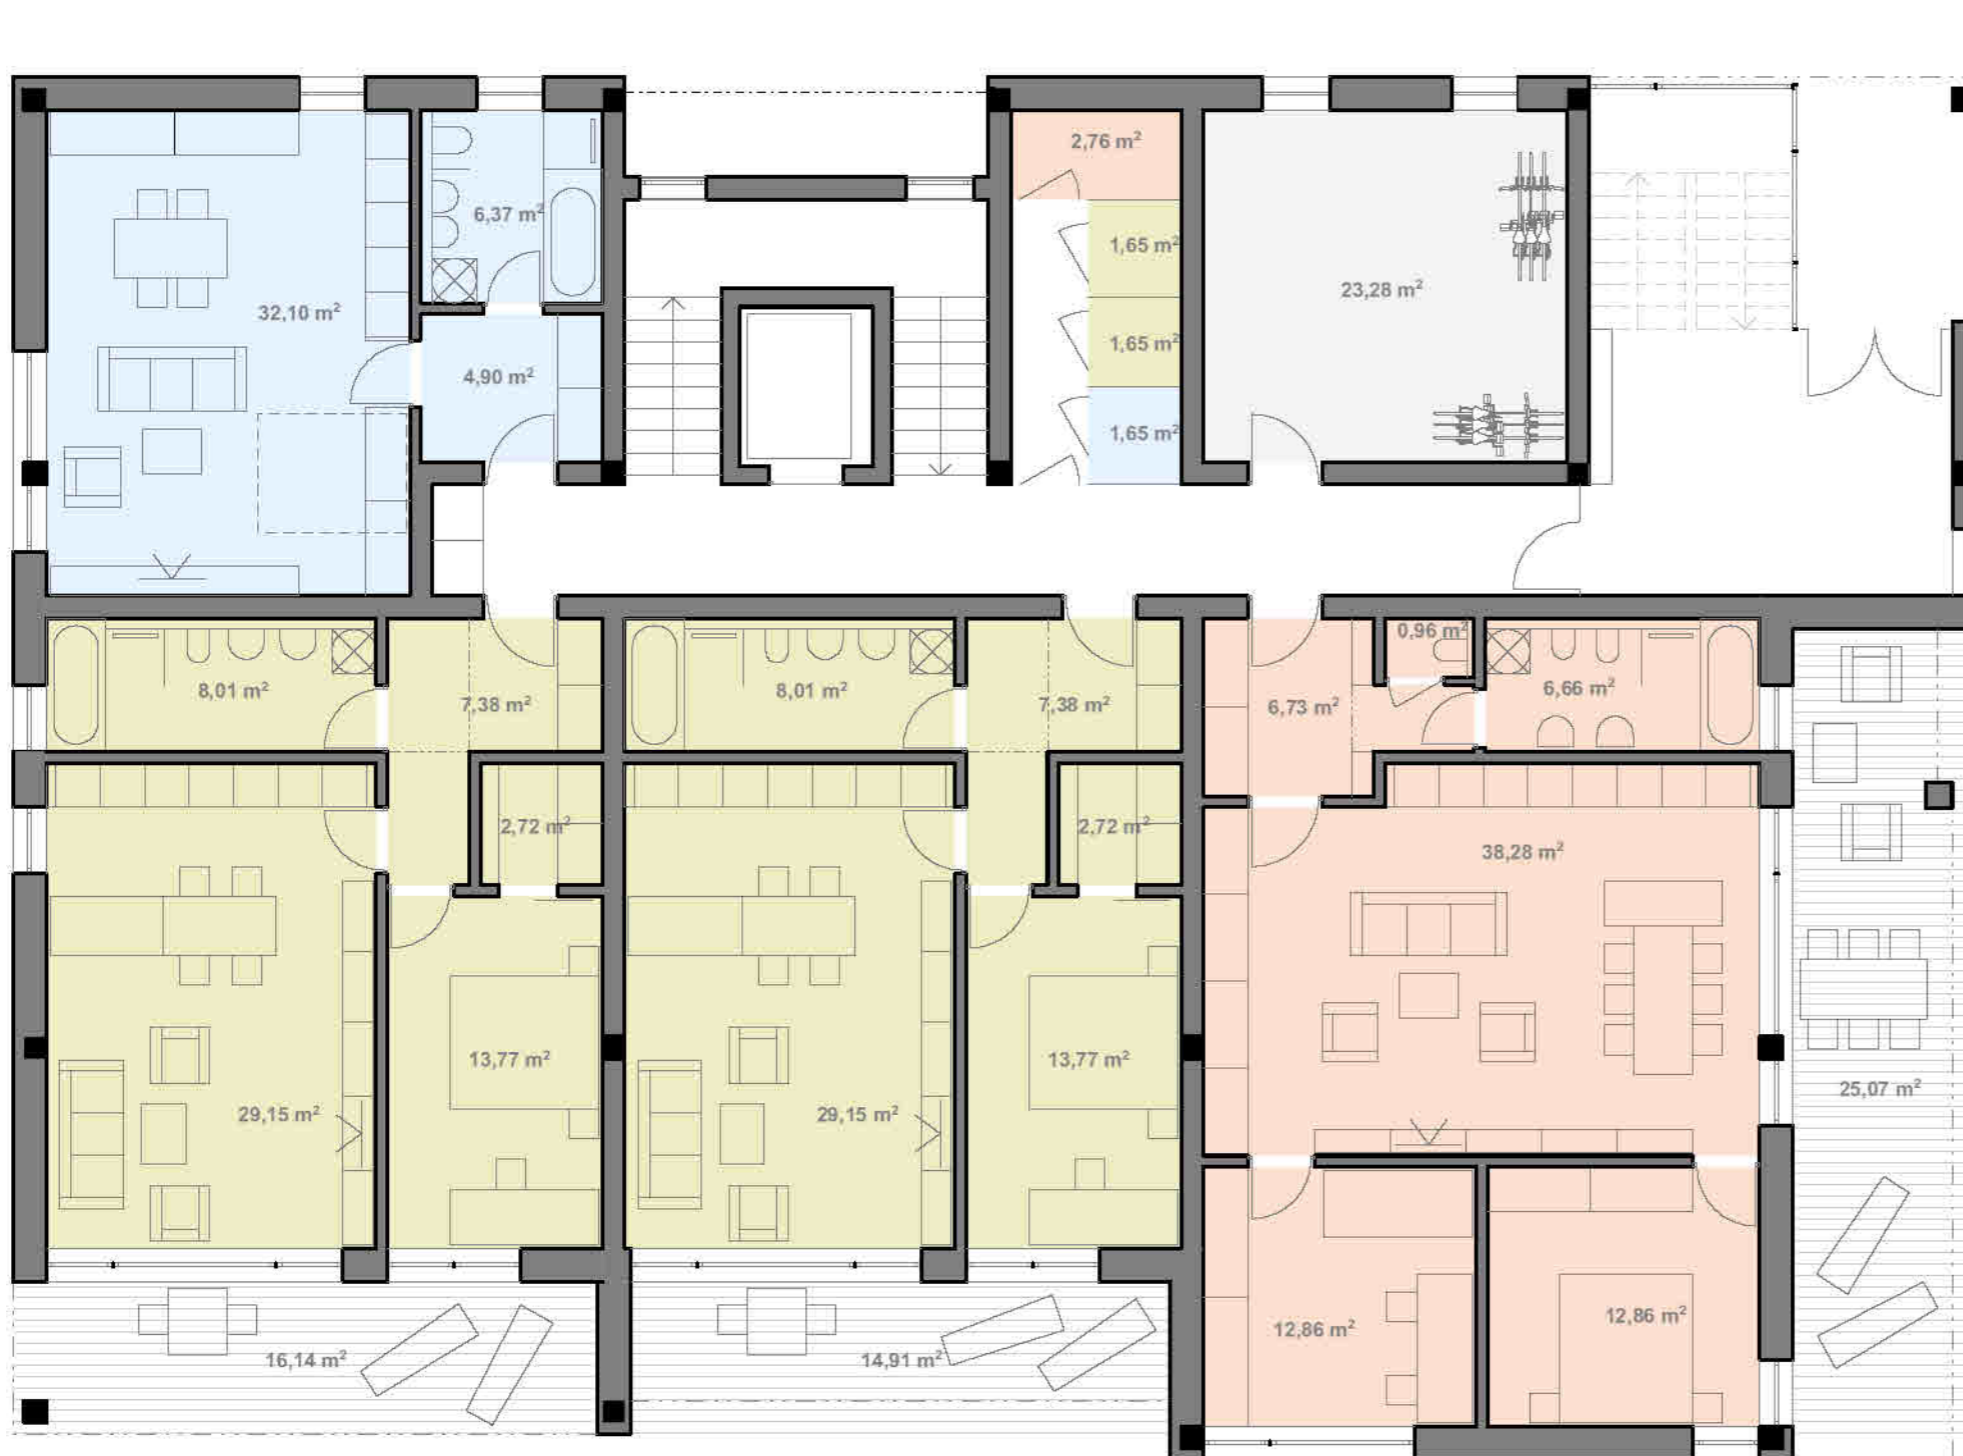 2,76 m²
6,37 m²
1,65 m²
23,28 m²
32,10 m²
1,65 m²
4,90 m²
1,65 m²
0,96 m²
8,01 m²
7,38 m²
8,01 m²
7,38 m²
6,73 m²
6,66 m²
2,72 m²
2,72 m²
38,28 m²
13,77 m²
13,77 m²
25,07 m²
29,15 m²
29,15 m²
12,86 m²
12,86 m²
16,14 m²
14,91 m²